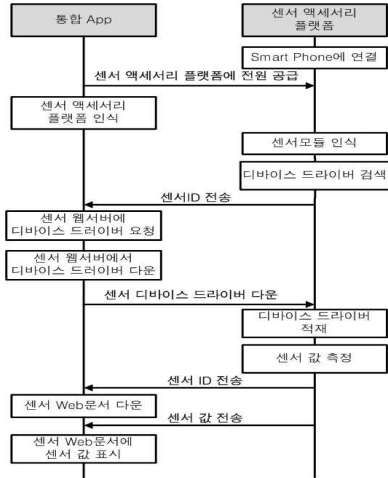 통합 App
센서 액세서리
플랫폼
Smart Phone에 연결
센서 액세서리 플랫폼에 전원 공급
센서 액세서리
플랫폼 인식
센서모듈 인식
디바이스 드라이버 검색
센서ID 전송
센서 웹서버에
디바이스 드러이버 요청
센서 웹서버에서
디바이스 드러이버 다운
센서 디바이스 드라이버 다운
디바이스 드라이버
적재
센서 값 측정
센서 ID 전송
센서 Web문서 다운
센서 값 전송
센서 Web문서에
센서 값 표시